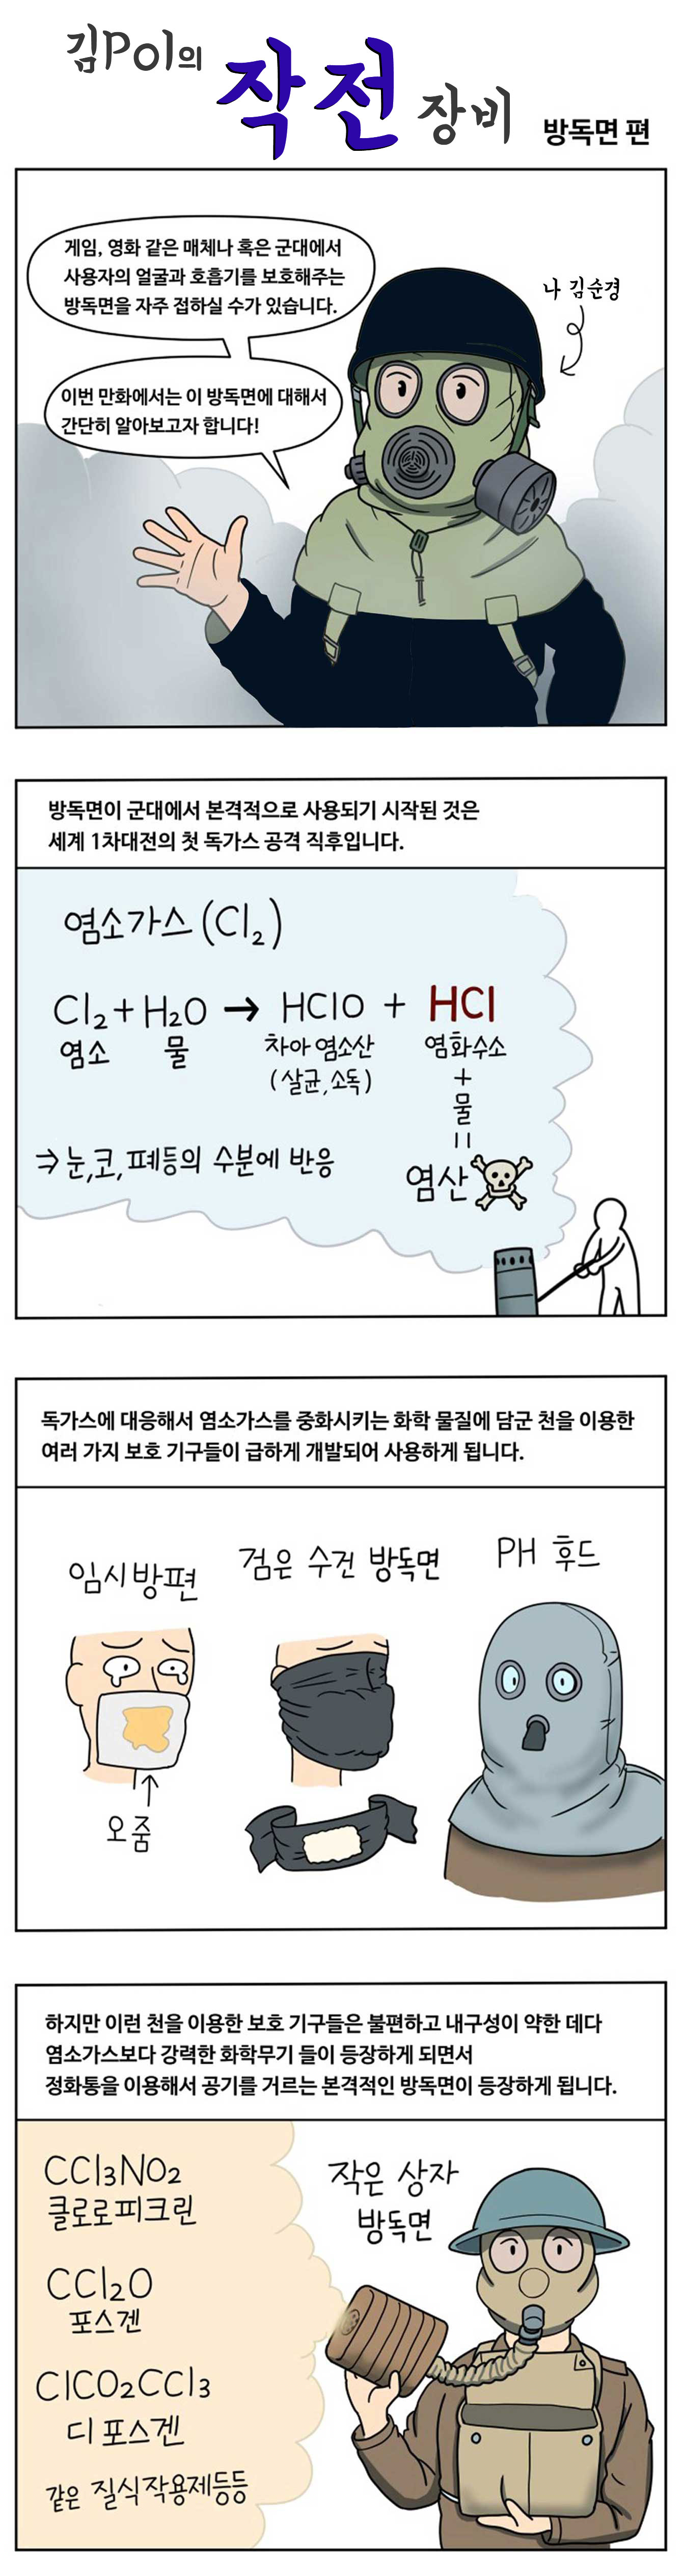 김Pol의 작전 장비 방독면 편
게임, 영화 같은 매체나 혹은 군대에서
사용자의 얼굴과 호흡기를 보호해주는
방독면을 자주 접하실 수가 있습니다.
나 김순경
이번 만화에서는 이 방독면에 대해서
간단히 알아보고자 합니다!
방독면이 군대에서 본격적으로 사용되기 시작된 것은
세계 1차대전의 첫 독가스 공격 직후입니다.
염소가스 (Cl₂)
Cl₂ + H₂O → HClO + HCl
염소 물 차아 염소산 염화수소
(살균,소독) +
물
=
⇒ 눈,코,폐등의 수분에 반응
염산
독가스에 대응해서 염소가스를 중화시키는 화학 물질에 담군 천을 이용한
여러 가지 보호 기구들이 급하게 개발되어 사용하게 됩니다.
임시방편 검은 수건 방독면 PH 후드
↑
오줌
하지만 이런 천을 이용한 보호 기구들은 불편하고 내구성이 약한 데다
염소가스보다 강력한 화학무기 들이 등장하게 되면서
정화통을 이용해서 공기를 거르는 본격적인 방독면이 등장하게 됩니다.
CCl₃NO₂
클로로피크린
CCl₂O
포스겐
ClCO₂CCl₃
디포스겐
같은 질식작용제등등
작은 상자
방독면